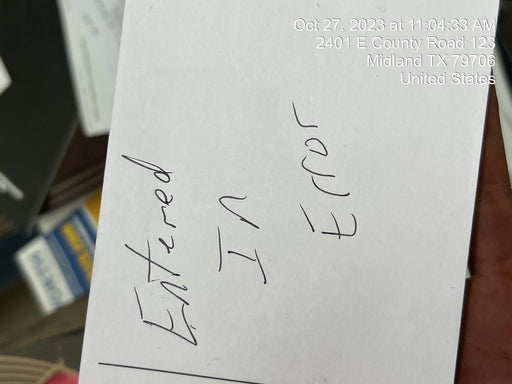 Oct 27, 2023 at 11:04:33 AM
2401 E County Road 123
Midland TX 79706
United States
Entered
In
Error